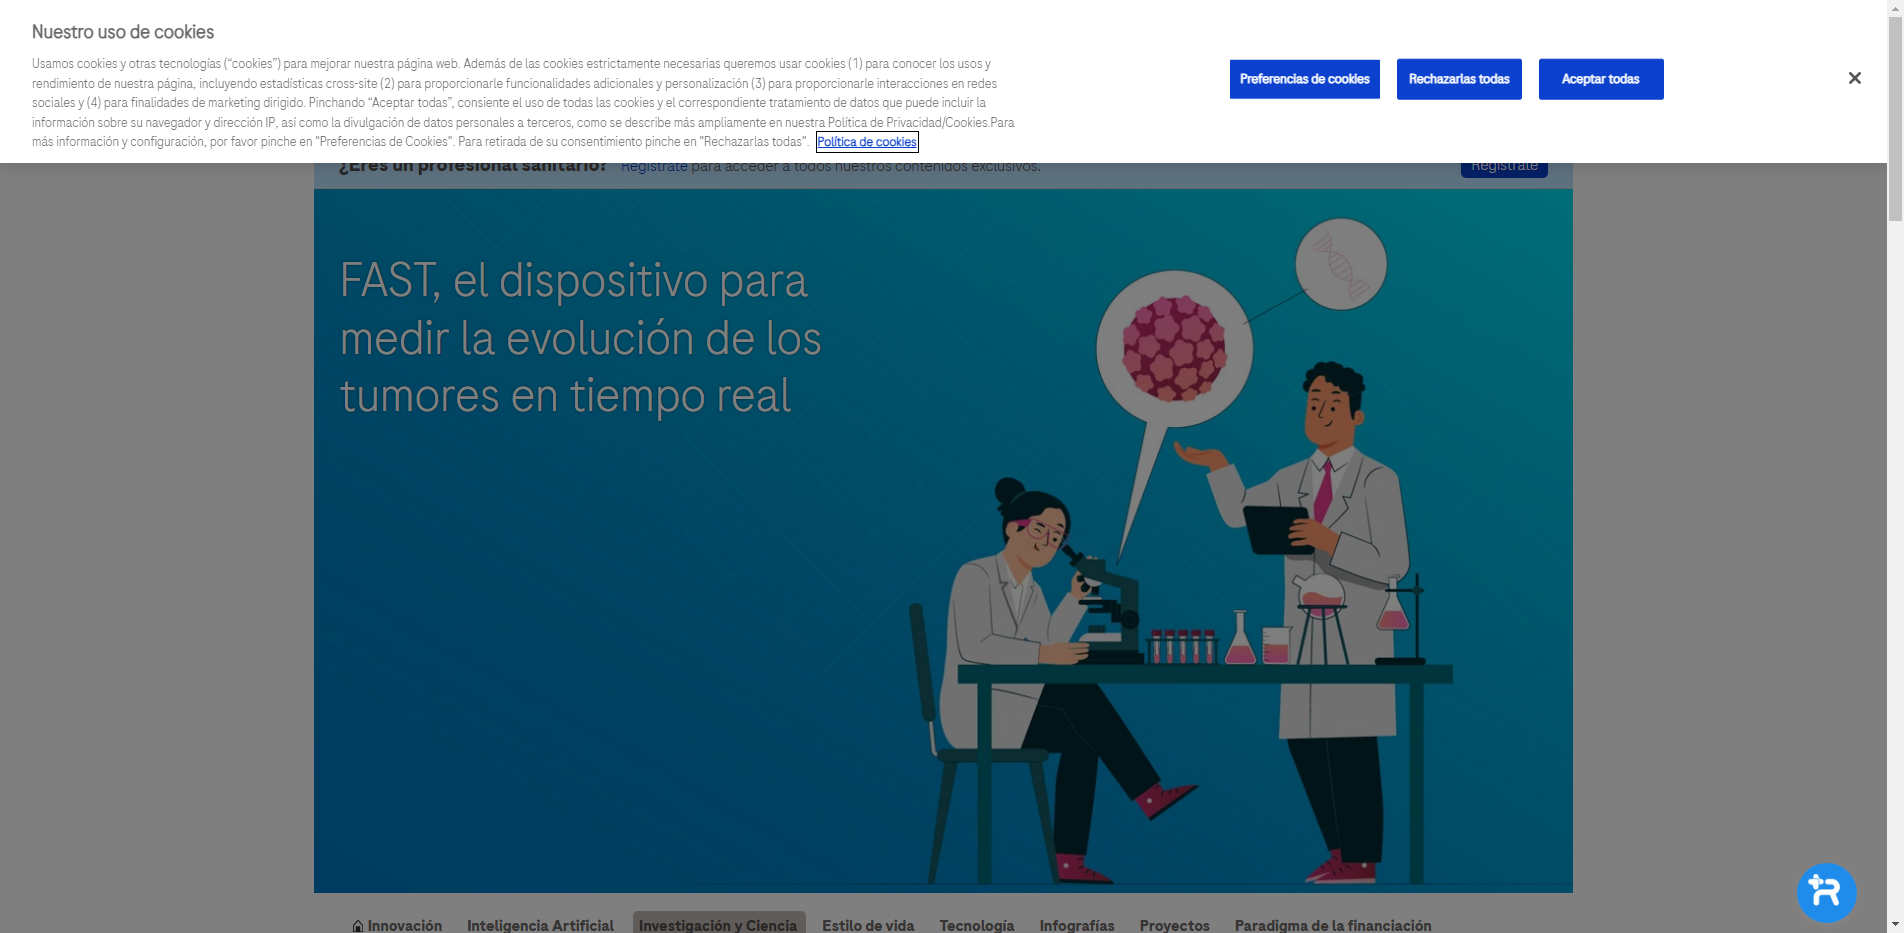 Nuestro uso de cookies
Usamos cookies y otras tecnologías (“cookies”) para mejorar nuestra página web. Además de las cookies estrictamente necesarias queremos usar cookies (1) para conocer los usos y
rendimiento de nuestra página, incluyendo estadísticas cross-site (2) para proporcionarle funcionalidades adicionales y personalización (3) para proporcionarle interacciones en redes
sociales y (4) para finalidades de marketing dirigido. Pinchando “Aceptar todas”, consiente el uso de todas las cookies y el correspondiente tratamiento de datos que puede incluir la
información sobre su navegador y dirección IP, así como la divulgación de datos personales a terceros, como se describe más ampliamente en nuestra Política de Privacidad/Cookies.Para
más información y configuración, por favor pinche en "Preferencias de Cookies". Para retirada de su consentimiento pinche en "Rechazarlas todas". Política de cookies
Preferencias de cookies
Rechazarlas todas
Aceptar todas
¿Eres un profesional sanitario? Regístrate para acceder a todos nuestros contenidos exclusivos.
Regístrate
FAST, el dispositivo para
medir la evolución de los
tumores en tiempo real
Innovación Inteligencia Artificial Investigación y Ciencia Estilo de vida Tecnología Infografías Proyectos Paradigma de la financiación